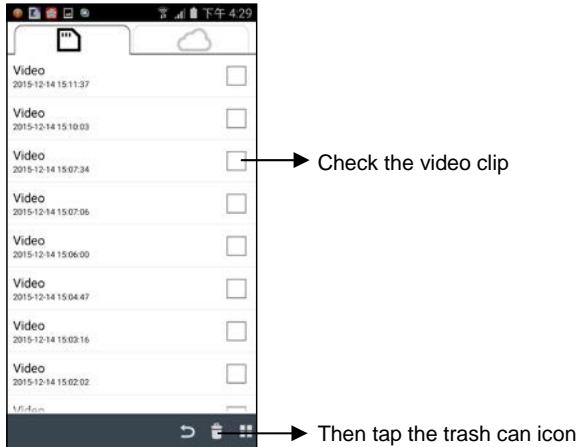 下午 4:29
Video
2015-12-14 15:11:37
Video
2015-12-14 15:10:03
Video
2015-12-14 15:07:34
Check the video clip
Video
2015-12-14 15:07:06
Video
2015-12-14 15:06:00
Video
2015-12-14 15:04:47
Video
2015-12-14 15:03:16
Video
2015-12-14 15:02:02
Video
Then tap the trash can icon